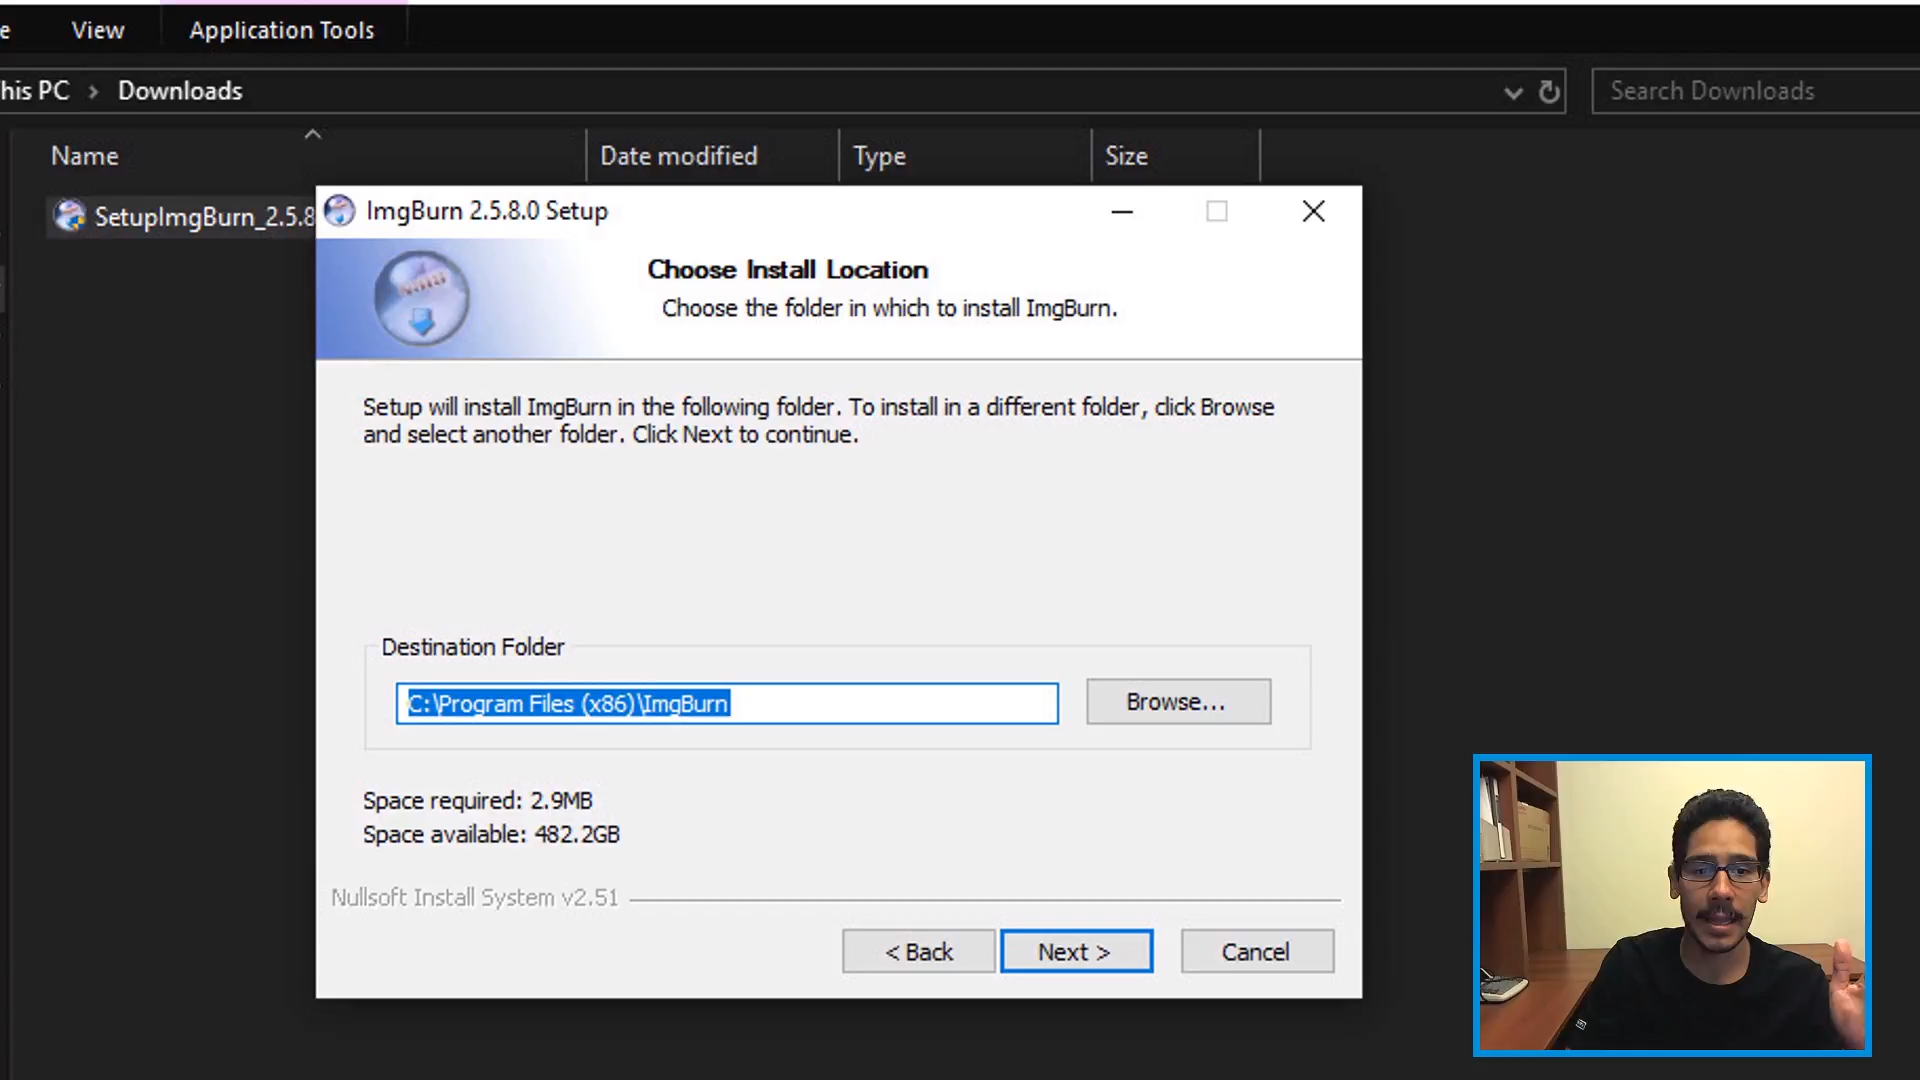 e View Application Tools
his PC > Downloads
Search Downloads
Name Date modified Type Size
SetupImgBurn_2.5.8
ImgBurn 2.5.8.0 Setup
Choose Install Location
Choose the folder in which to install ImgBurn.
Setup will install ImgBurn in the following folder. To install in a different folder, click Browse
and select another folder. Click Next to continue.
Destination Folder
C:\Program Files (x86)\ImgBurn
Browse...
Space required: 2.9MB
Space available: 482.2GB
Nullsoft Install System v2.51
< Back Next > Cancel